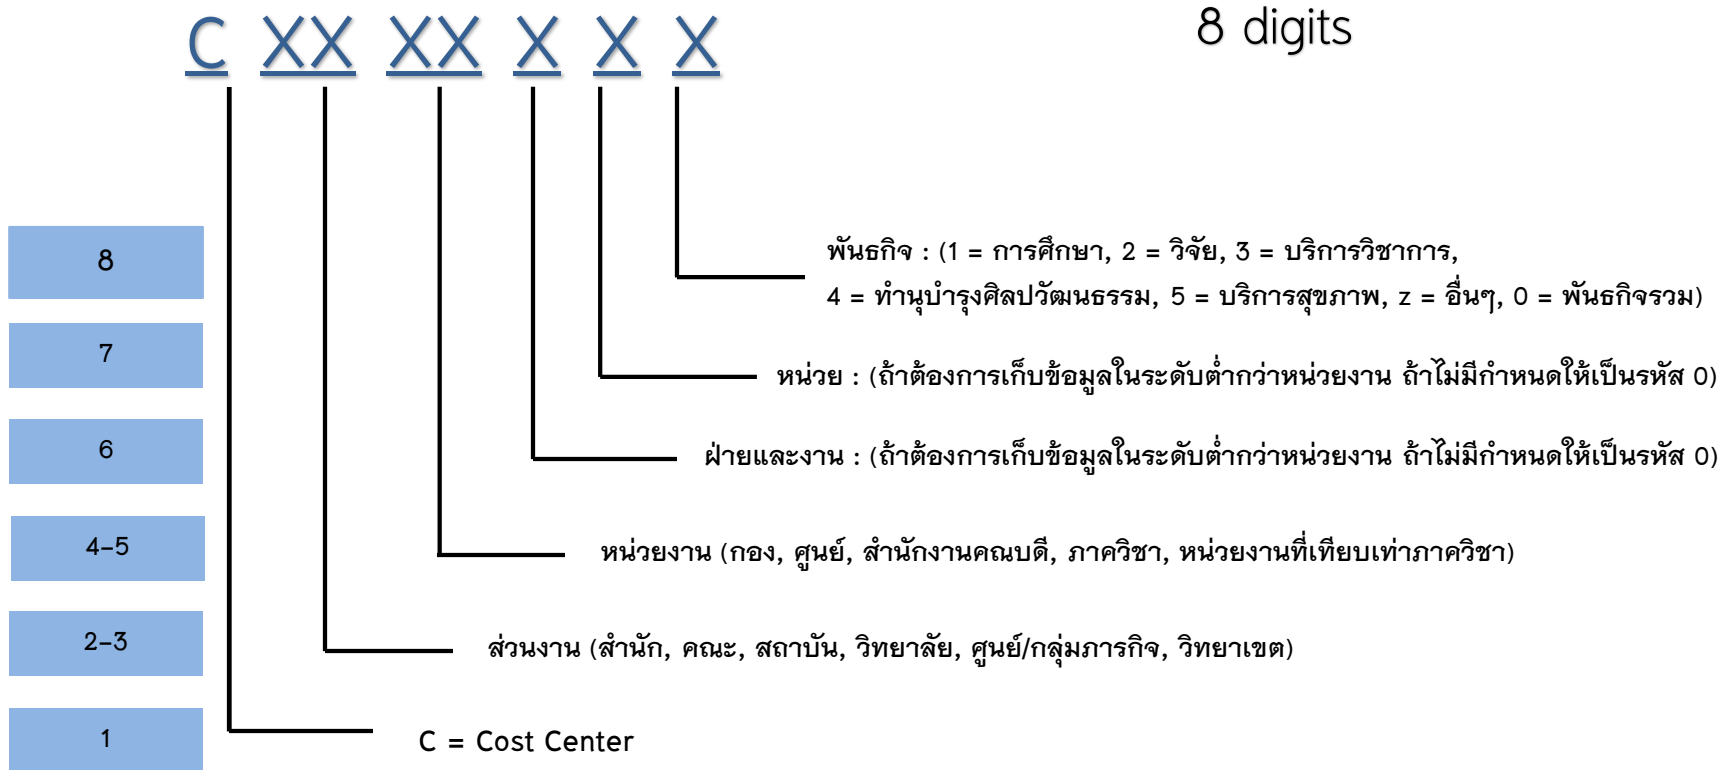 C XX XX X X X
8 digits
8
พันธกิจ : (1 = การศึกษา, 2 = วิจัย, 3 = บริการวิชาการ,
4 = ทำนุบำรุงศิลปวัฒนธรรม, 5 = บริการสุขภาพ, z = อื่นๆ, 0 = พันธกิจรวม)
7
หน่วย : (ถ้าต้องการเก็บข้อมูลในระดับต่ำกว่าหน่วยงาน ถ้าไม่มีกำหนดให้เป็นรหัส 0)
6
ฝ่ายและงาน : (ถ้าต้องการเก็บข้อมูลในระดับต่ำกว่าหน่วยงาน ถ้าไม่มีกำหนดให้เป็นรหัส 0)
4-5
หน่วยงาน (กอง, ศูนย์, สำนักงานคณบดี, ภาควิชา, หน่วยงานที่เทียบเท่าภาควิชา)
2-3
ส่วนงาน (สำนัก, คณะ, สถาบัน, วิทยาลัย, ศูนย์/กลุ่มภารกิจ, วิทยาเขต)
1
C = Cost Center